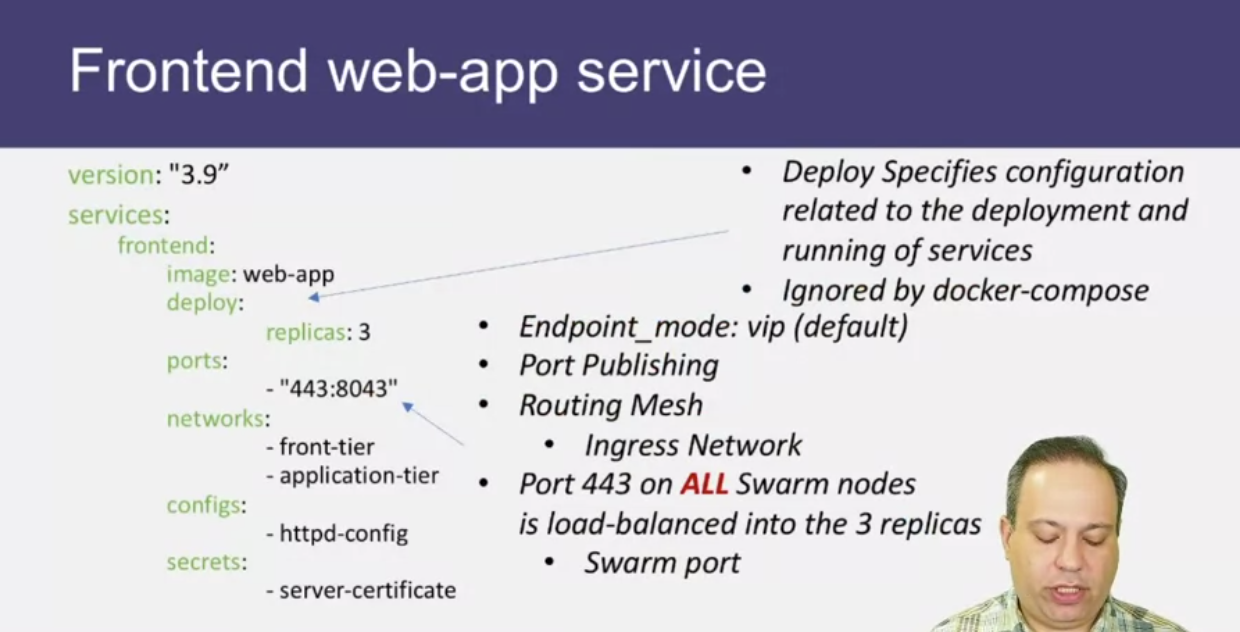 Frontend web-app service
version: "3.9”
services:
frontend:
image: web-app
deploy:
replicas: 3
ports:
- "443:8043"
networks:
- front-tier
- application-tier
configs:
- httpd-config
secrets:
- server-certificate
• Deploy Specifies configuration
related to the deployment and
running of services
• Ignored by docker-compose
• Endpoint_mode: vip (default)
• Port Publishing
• Routing Mesh
• Ingress Network
• Port 443 on ALL Swarm nodes
is load-balanced into the 3 replicas
• Swarm port